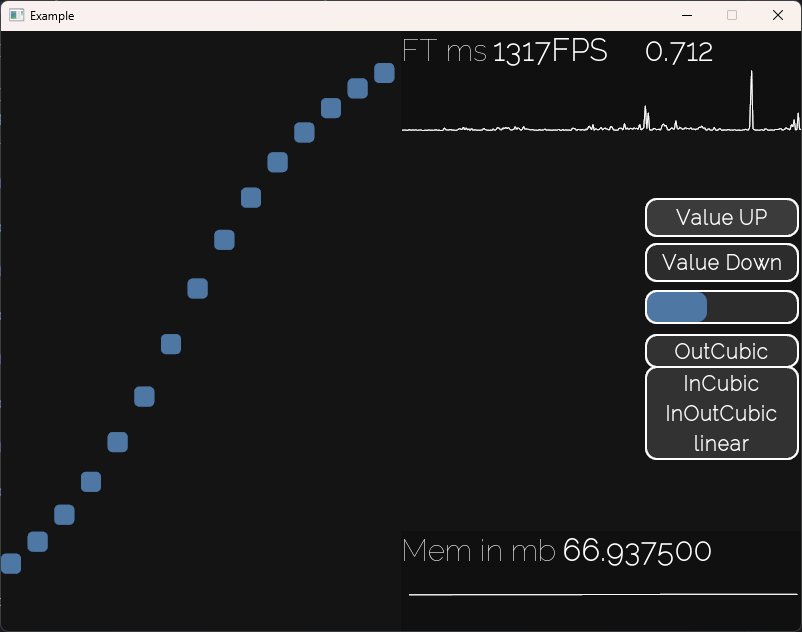 Example
FT ms 1317FPS 0.712
Value UP
Value Down
OutCubic
InCubic
InOutCubic
linear
Mem in mb 66.937500